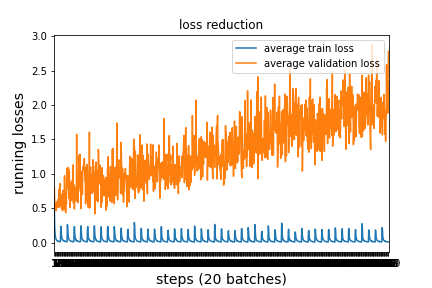 loss reduction
average train loss
average validation loss
running losses
3.0
2.5
2.0
1.5
1.0
0.5
0.0
steps (20 batches)